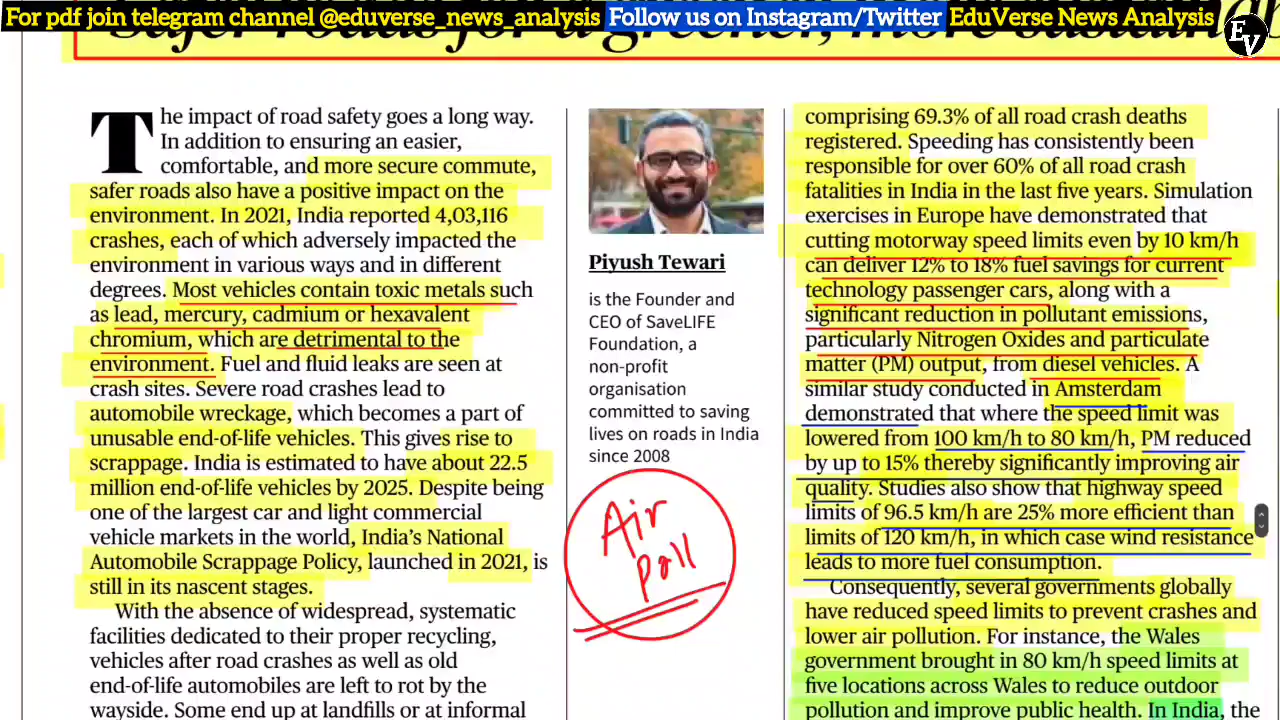 For pdf join telegram channel @eduverse_news_analysis Follow us on Instagram/Twitter EduVerse News Analysis
EV
Safer roads for a greener, more
The impact of road safety goes a long way.
In addition to ensuring an easier,
comfortable, and more secure commute,
safer roads also have a positive impact on the
environment. In 2021, India reported 4,03,116
crashes, each of which adversely impacted the
environment in various ways and in different
degrees. Most vehicles contain toxic metals such
as lead, mercury, cadmium or hexavalent
chromium, which are detrimental to the
environment. Fuel and fluid leaks are seen at
crash sites. Severe road crashes lead to
automobile wreckage, which becomes a part of
unusable end-of-life vehicles. This gives rise to
scrappage. India is estimated to have about 22.5
million end-of-life vehicles by 2025. Despite being
one of the largest car and light commercial
vehicle markets in the world, India's National
Automobile Scrappage Policy, launched in 2021, is
still in its nascent stages.
With the absence of widespread, systematic
facilities dedicated to their proper recycling,
vehicles after road crashes as well as old
end-of-life automobiles are left to rot by the
wayside. Some end up at landfills or at informal
Piyush Tewari
is the Founder and
CEO of SaveLIFE
Foundation, a
non-profit
organisation
committed to saving
lives on roads in India
since 2008
Air
Poll
comprising 69.3% of all road crash deaths
registered. Speeding has consistently been
responsible for over 60% of all road crash
fatalities in India in the last five years. Simulation
exercises in Europe have demonstrated that
cutting motorway speed limits even by 10 km/h
can deliver 12% to 18% fuel savings for current
technology passenger cars, along with a
significant reduction in pollutant emissions,
particularly Nitrogen Oxides and particulate
matter (PM) output, from diesel vehicles. A
similar study conducted in Amsterdam
demonstrated that where the speed limit was
lowered from 100 km/h to 80 km/h, PM reduced
by up to 15% thereby significantly improving air
quality. Studies also show that highway speed
limits of 96.5 km/h are 25% more efficient than
limits of 120 km/h, in which case wind resistance
leads to more fuel consumption.
Consequently, several governments globally
have reduced speed limits to prevent crashes and
lower air pollution. For instance, the Wales
government brought in 80 km/h speed limits at
five locations across Wales to reduce outdoor
pollution and improve public health. In India, the